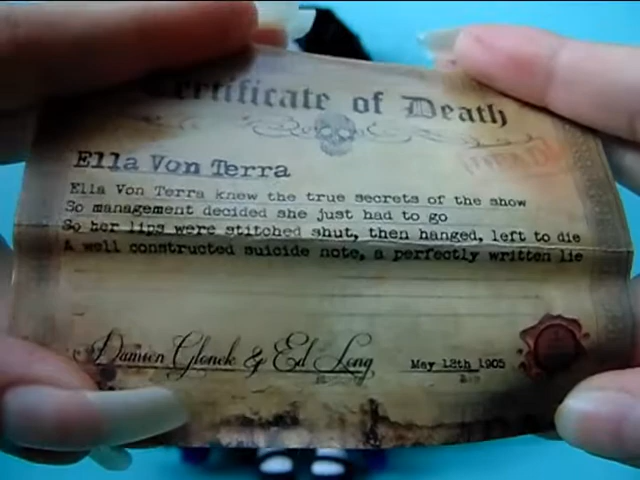 Certificate of Death
Ella Von Terra
Ella Von Terra knew the true secrets of the show
So management decided she just had to go
So her lips were stitched shut, then hanged, left to die
A well constructed suicide note, a perfectly written lie
Damien Glonek & Ed Long
May 12th 1905